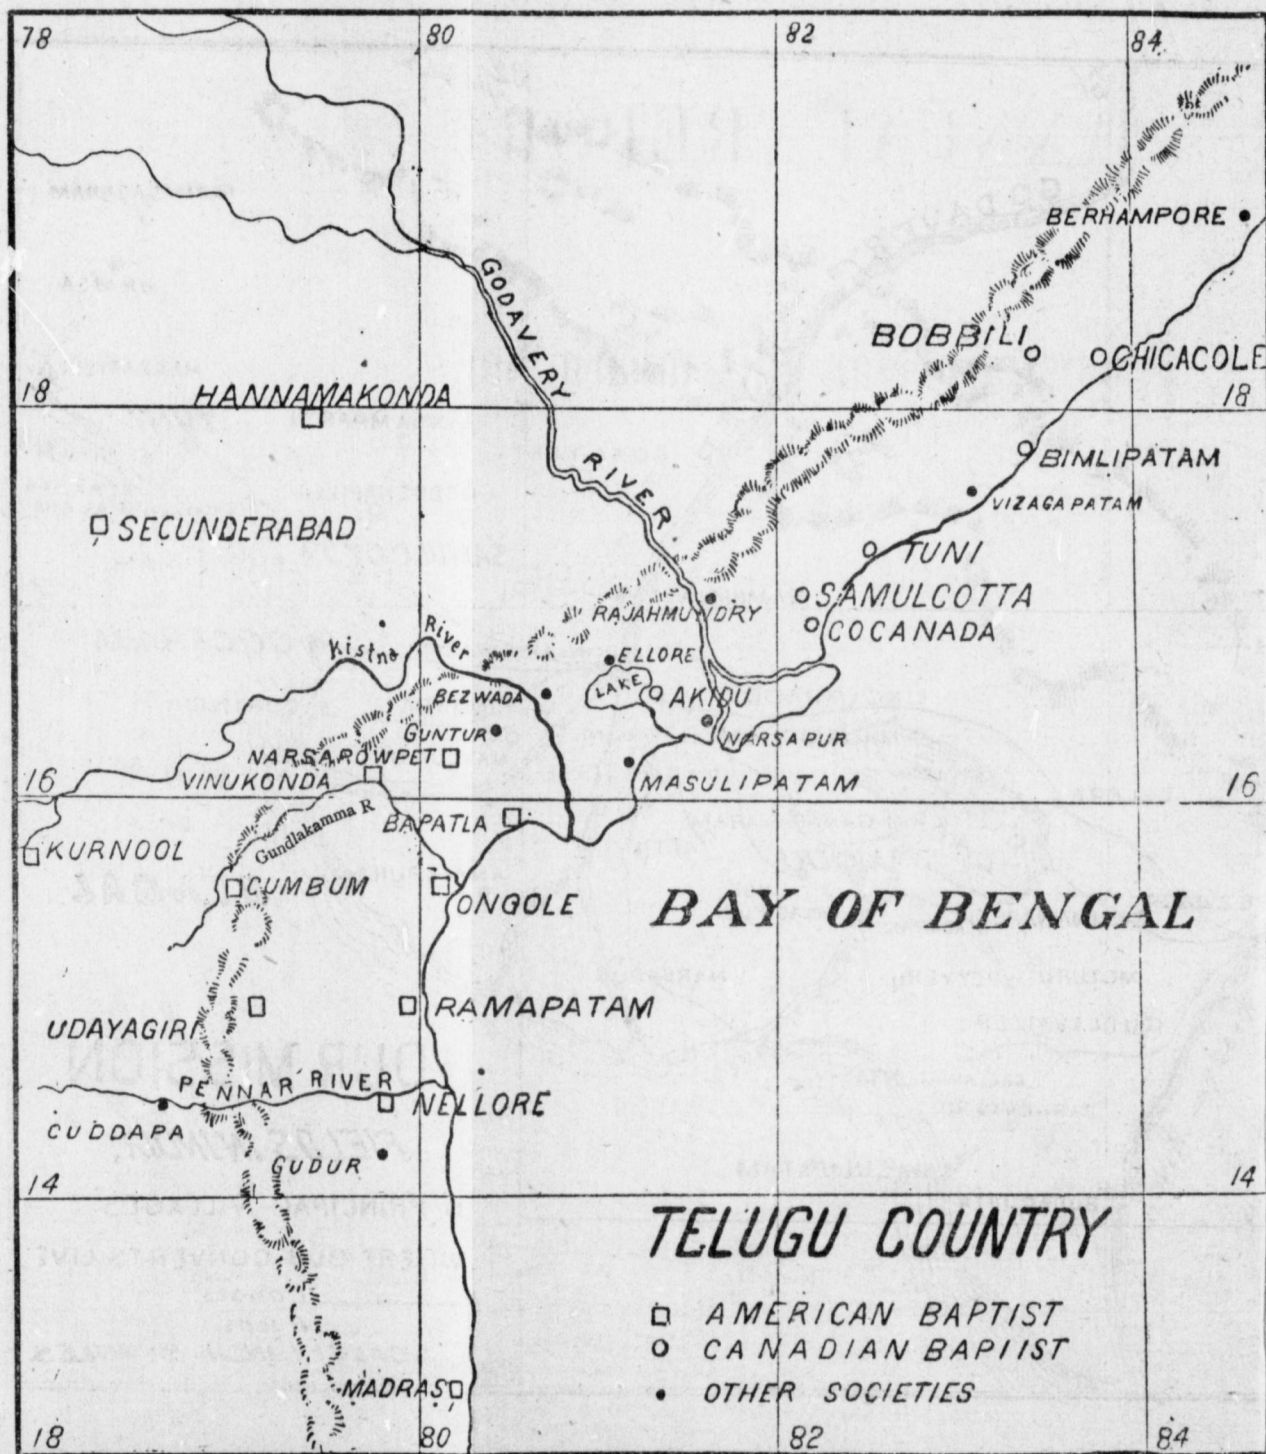 78 80 82 84
BERHAMPORE
GODAVERY RIVER
BOBBILI
CHICACOLE
HANNAMAKONDA
18 18
BIMLIPATAM
VIZAGAPATAM
SECUNDERABAD
TUNI
SAMULCOTTA
RAJAHMUNDRY
COCANADA
Kistna River
ELLORE
LAKE
AKIDU
BEZWADA
GUNTUR
NARSAPUR
NARSAROWPET
VINUKONDA
MASULIPATAM
16 16
BAPATLA
Gundlakamma R
KURNOOL
CUMBUM
ONGOLE
BAY OF BENGAL
RAMAPATAM
UDAYAGIRI
PENNAR RIVER
NELLORE
CUDDAPA
GUDUR
14 14
TELUGU COUNTRY
AMERICAN BAPTIST
CANADIAN BAPIIST
OTHER SOCIETIES
MADRAS
18 80 82 84